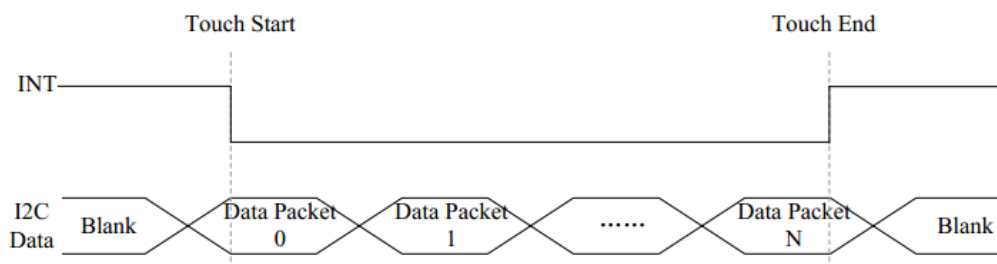 Touch Start
Touch End
INT
I2C
Data
Blank
Data Packet
0
Data Packet
1
......
Data Packet
N
Blank